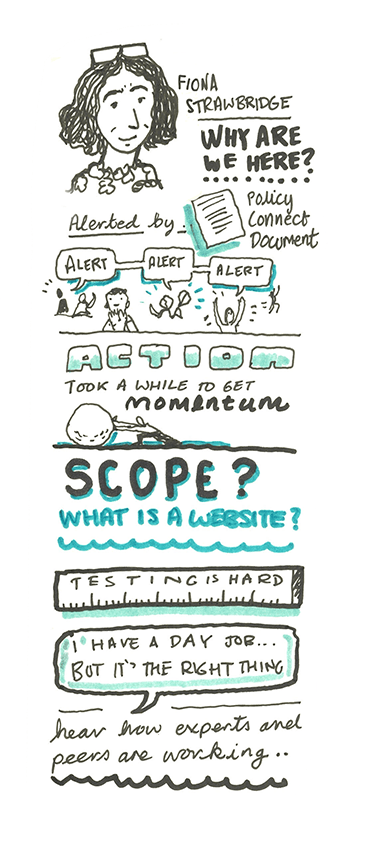 FIONA
STRAWBRIDGE
WHY ARE
WE HERE?
Alerted by..
Policy
Connect
Document
ALERT
ALERT
ALERT
ACTION
TOOK A WHILE TO GET
momentum
SCOPE?
WHAT IS A WEBSITE?
TESTING IS HARD
I HAVE A DAY JOB...
BUT IT'S THE RIGHT THING
hear how experts and
peers are working..